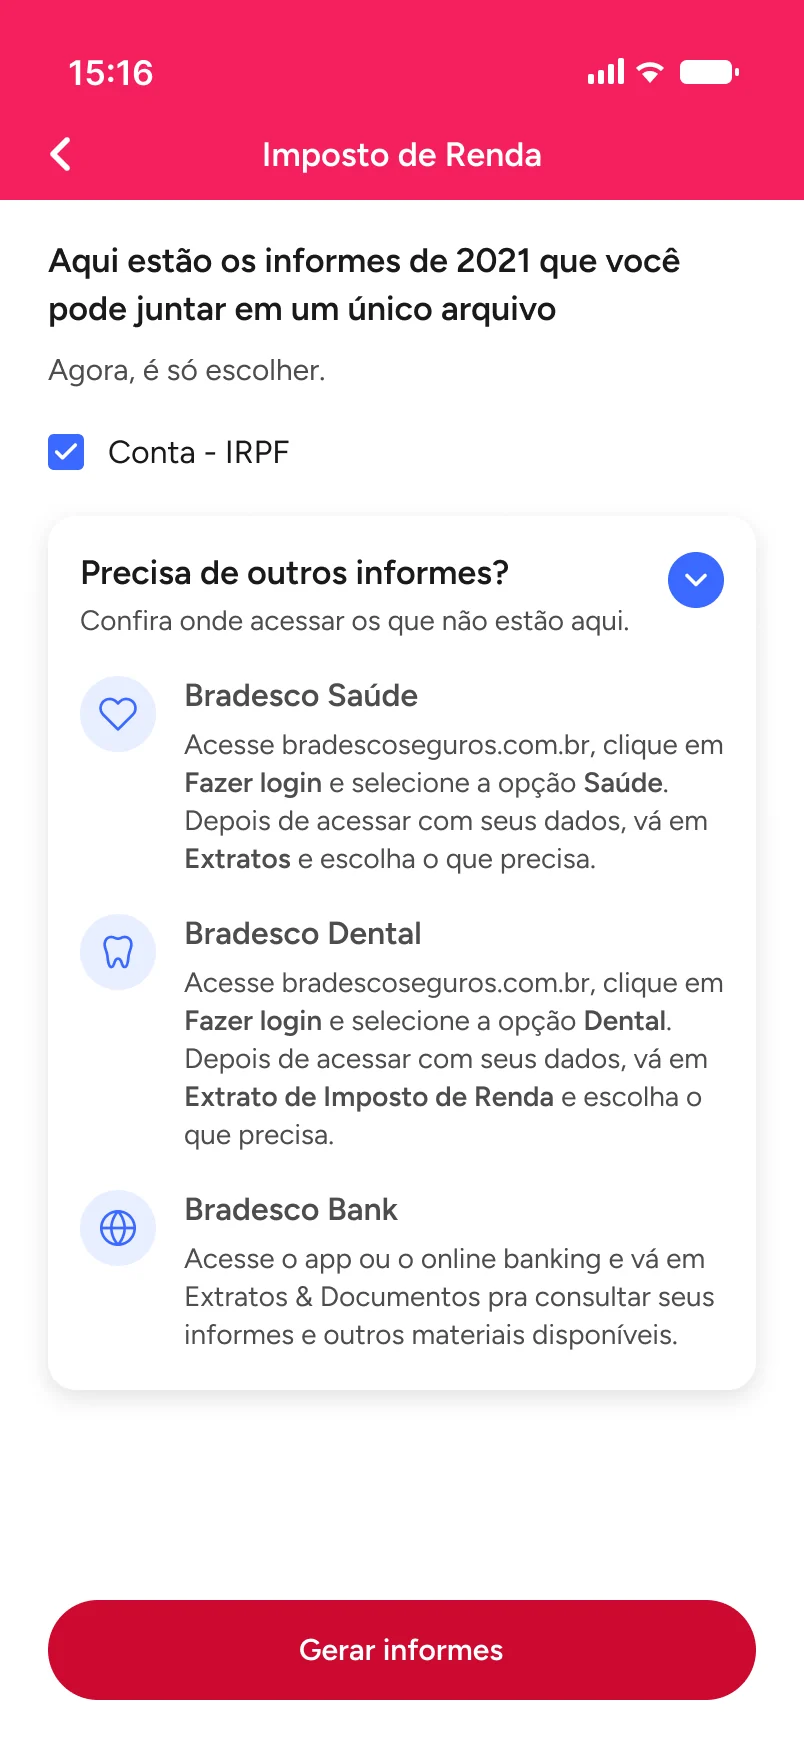 15:16
Imposto de Renda
Aqui estão os informes de 2021 que você
pode juntar em um único arquivo
Agora, é só escolher.
Conta - IRPF
Precisa de outros informes?
Confira onde acessar os que não estão aqui.
Bradesco Saúde
Acesse bradescoseguros.com.br, clique em
Fazer login e selecione a opção Saúde.
Depois de acessar com seus dados, vá em
Extratos e escolha o que precisa.
Bradesco Dental
Acesse bradescoseguros.com.br, clique em
Fazer login e selecione a opção Dental.
Depois de acessar com seus dados, vá em
Extrato de Imposto de Renda e escolha o
que precisa.
Bradesco Bank
Acesse o app ou o online banking e vá em
Extratos & Documentos pra consultar seus
informes e outros materiais disponíveis.
Gerar informes